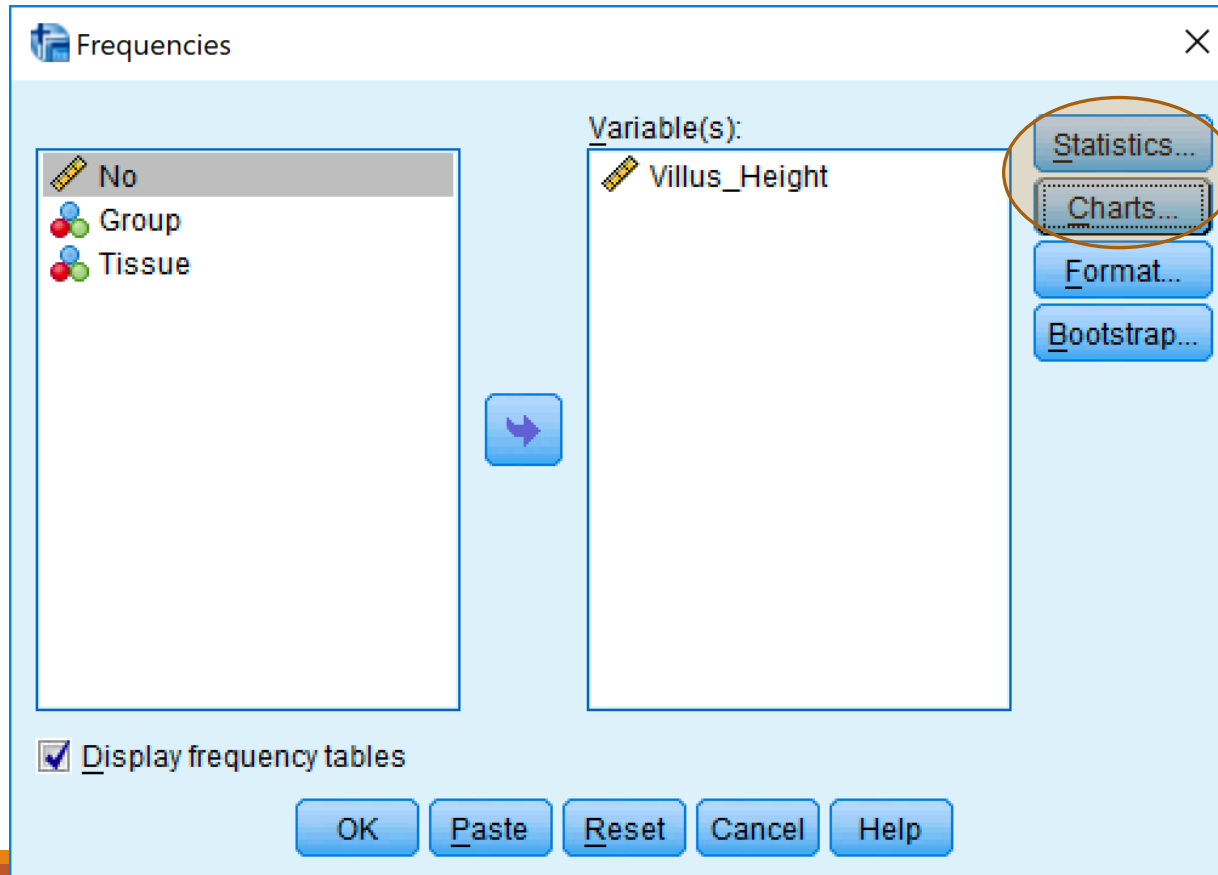 Frequencies
Variable(s):
No
Group
Tissue
Villus_Height
Statistics...
Charts...
Format...
Bootstrap...
Display frequency tables
OK Paste Reset Cancel Help